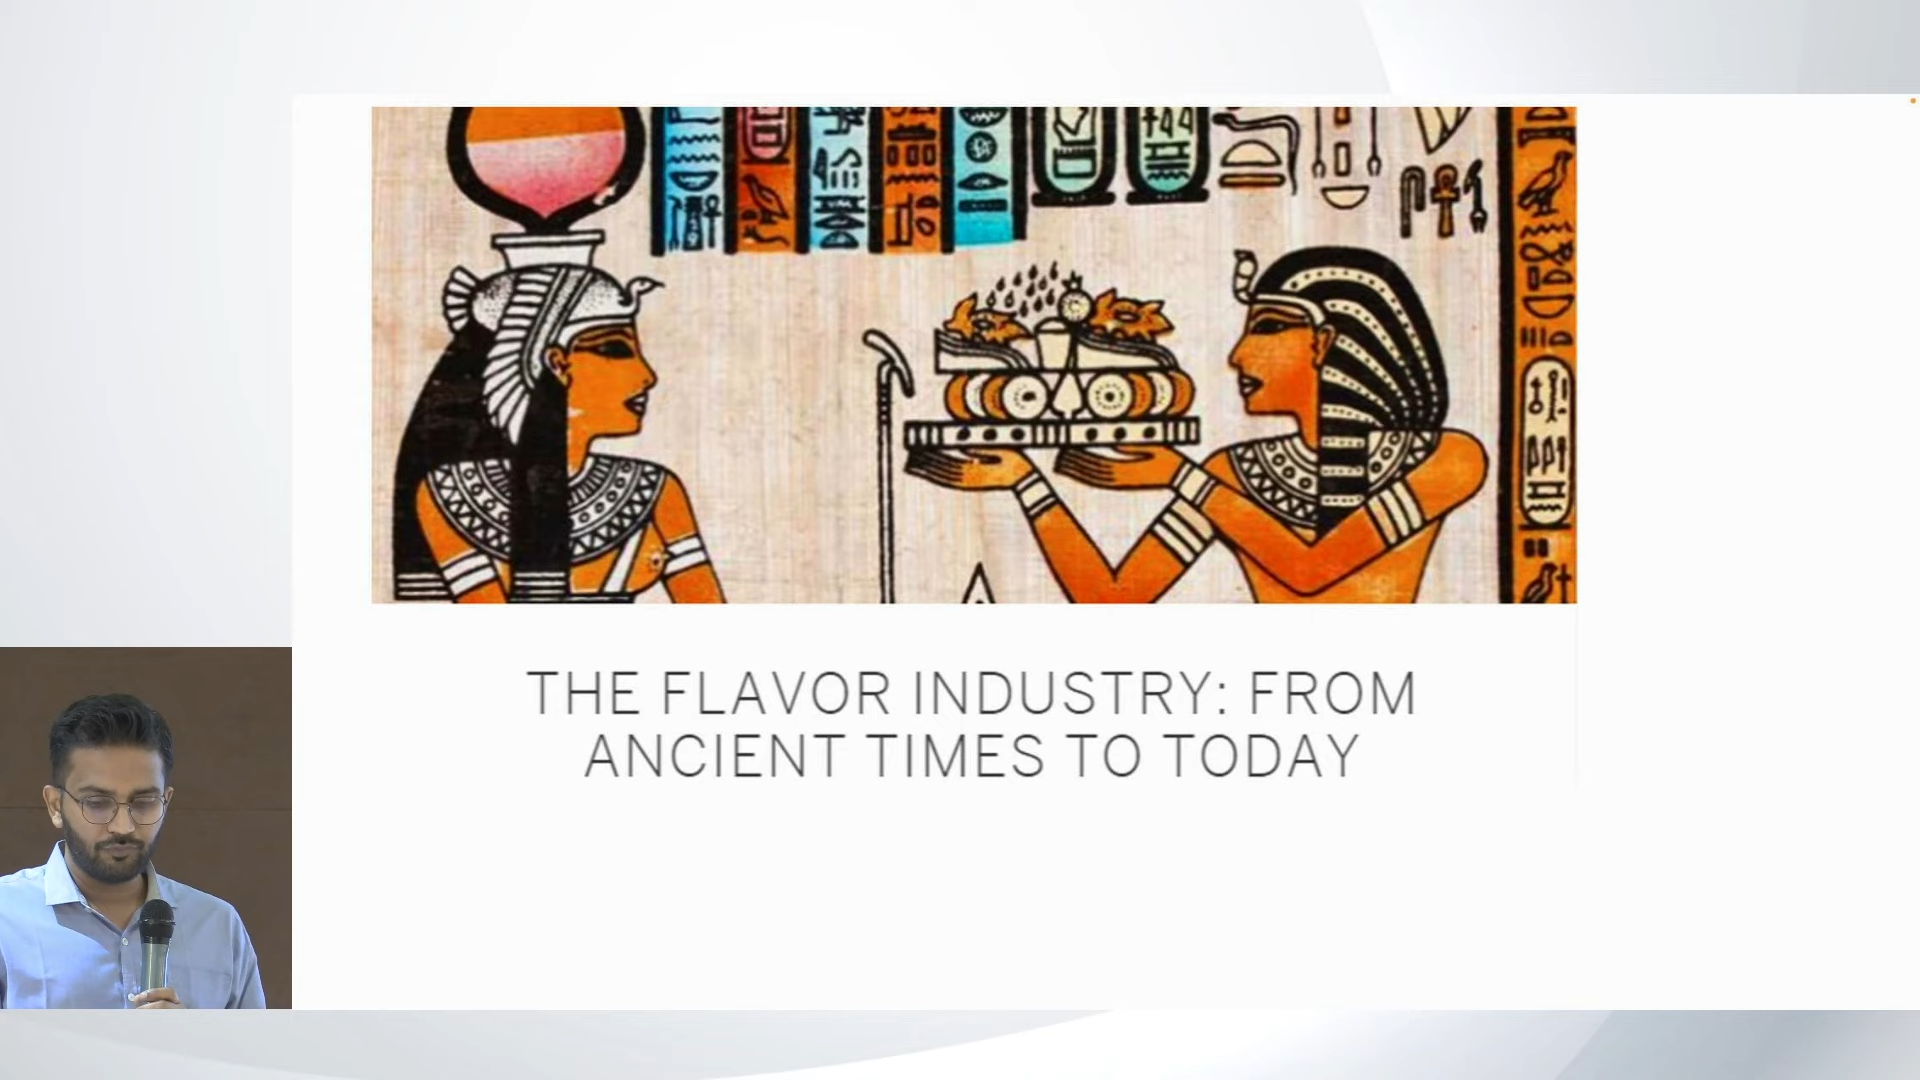 THE FLAVOR INDUSTRY: FROM
ANCIENT TIMES TO TODAY